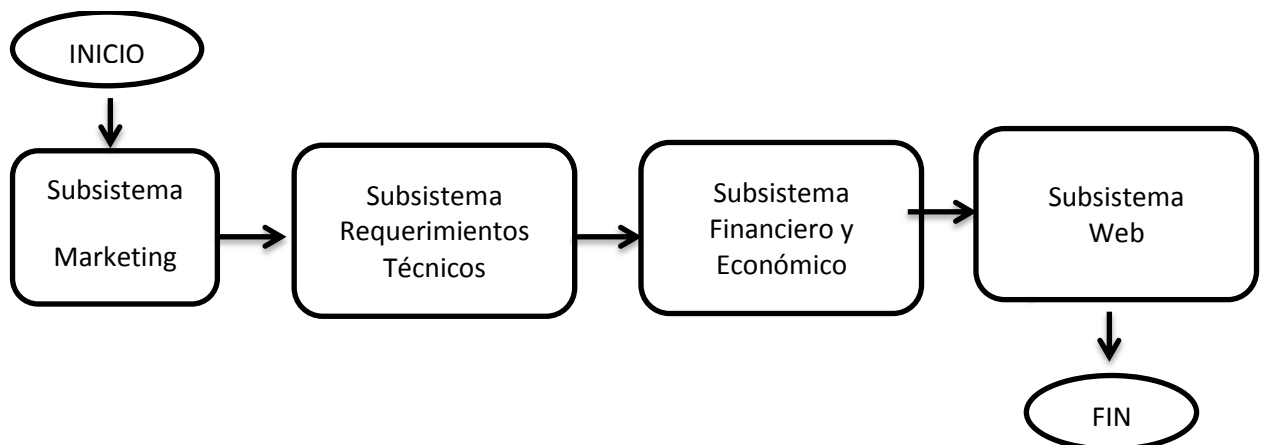 INICIO
Subsistema
Marketing
Subsistema
Requerimientos
Técnicos
Subsistema
Financiero y
Económico
Subsistema
Web
FIN